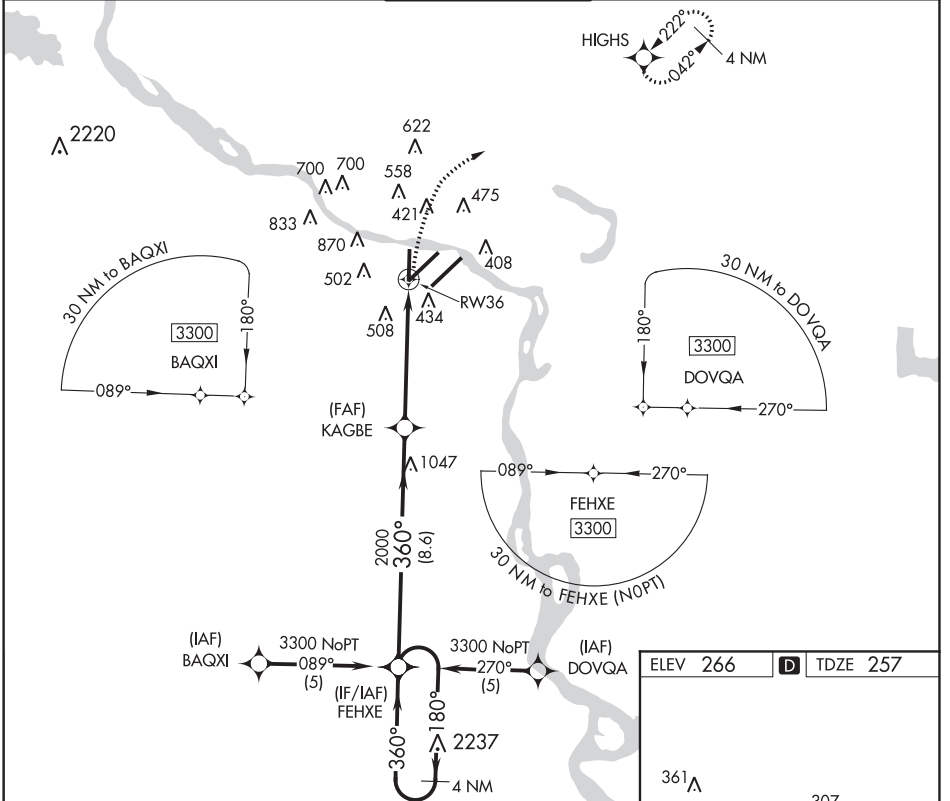 222°
HIGHS
042°
4 NM
2220
622
700
700
558
833
421
475
870
408
502
RW36
508
434
30 NM to BAQXI
3300
BAQXI
180°
089°
30 NM to DOVQA
180°
3300
DOVQA
270°
(FAF)
KAGBE
1047
089°
270°
FEHXE
3300
30 NM to FEHXE (N0PT)
2000
360°
(8.6)
(IAF)
BAQXI
3300 NoPT
089°
(5)
3300 NoPT
270°
(5)
(IAF)
DOVQA
(IF/IAF)
FEHXE
360°
180°
2237
4 NM
ELEV 266 D TDZE 257
361